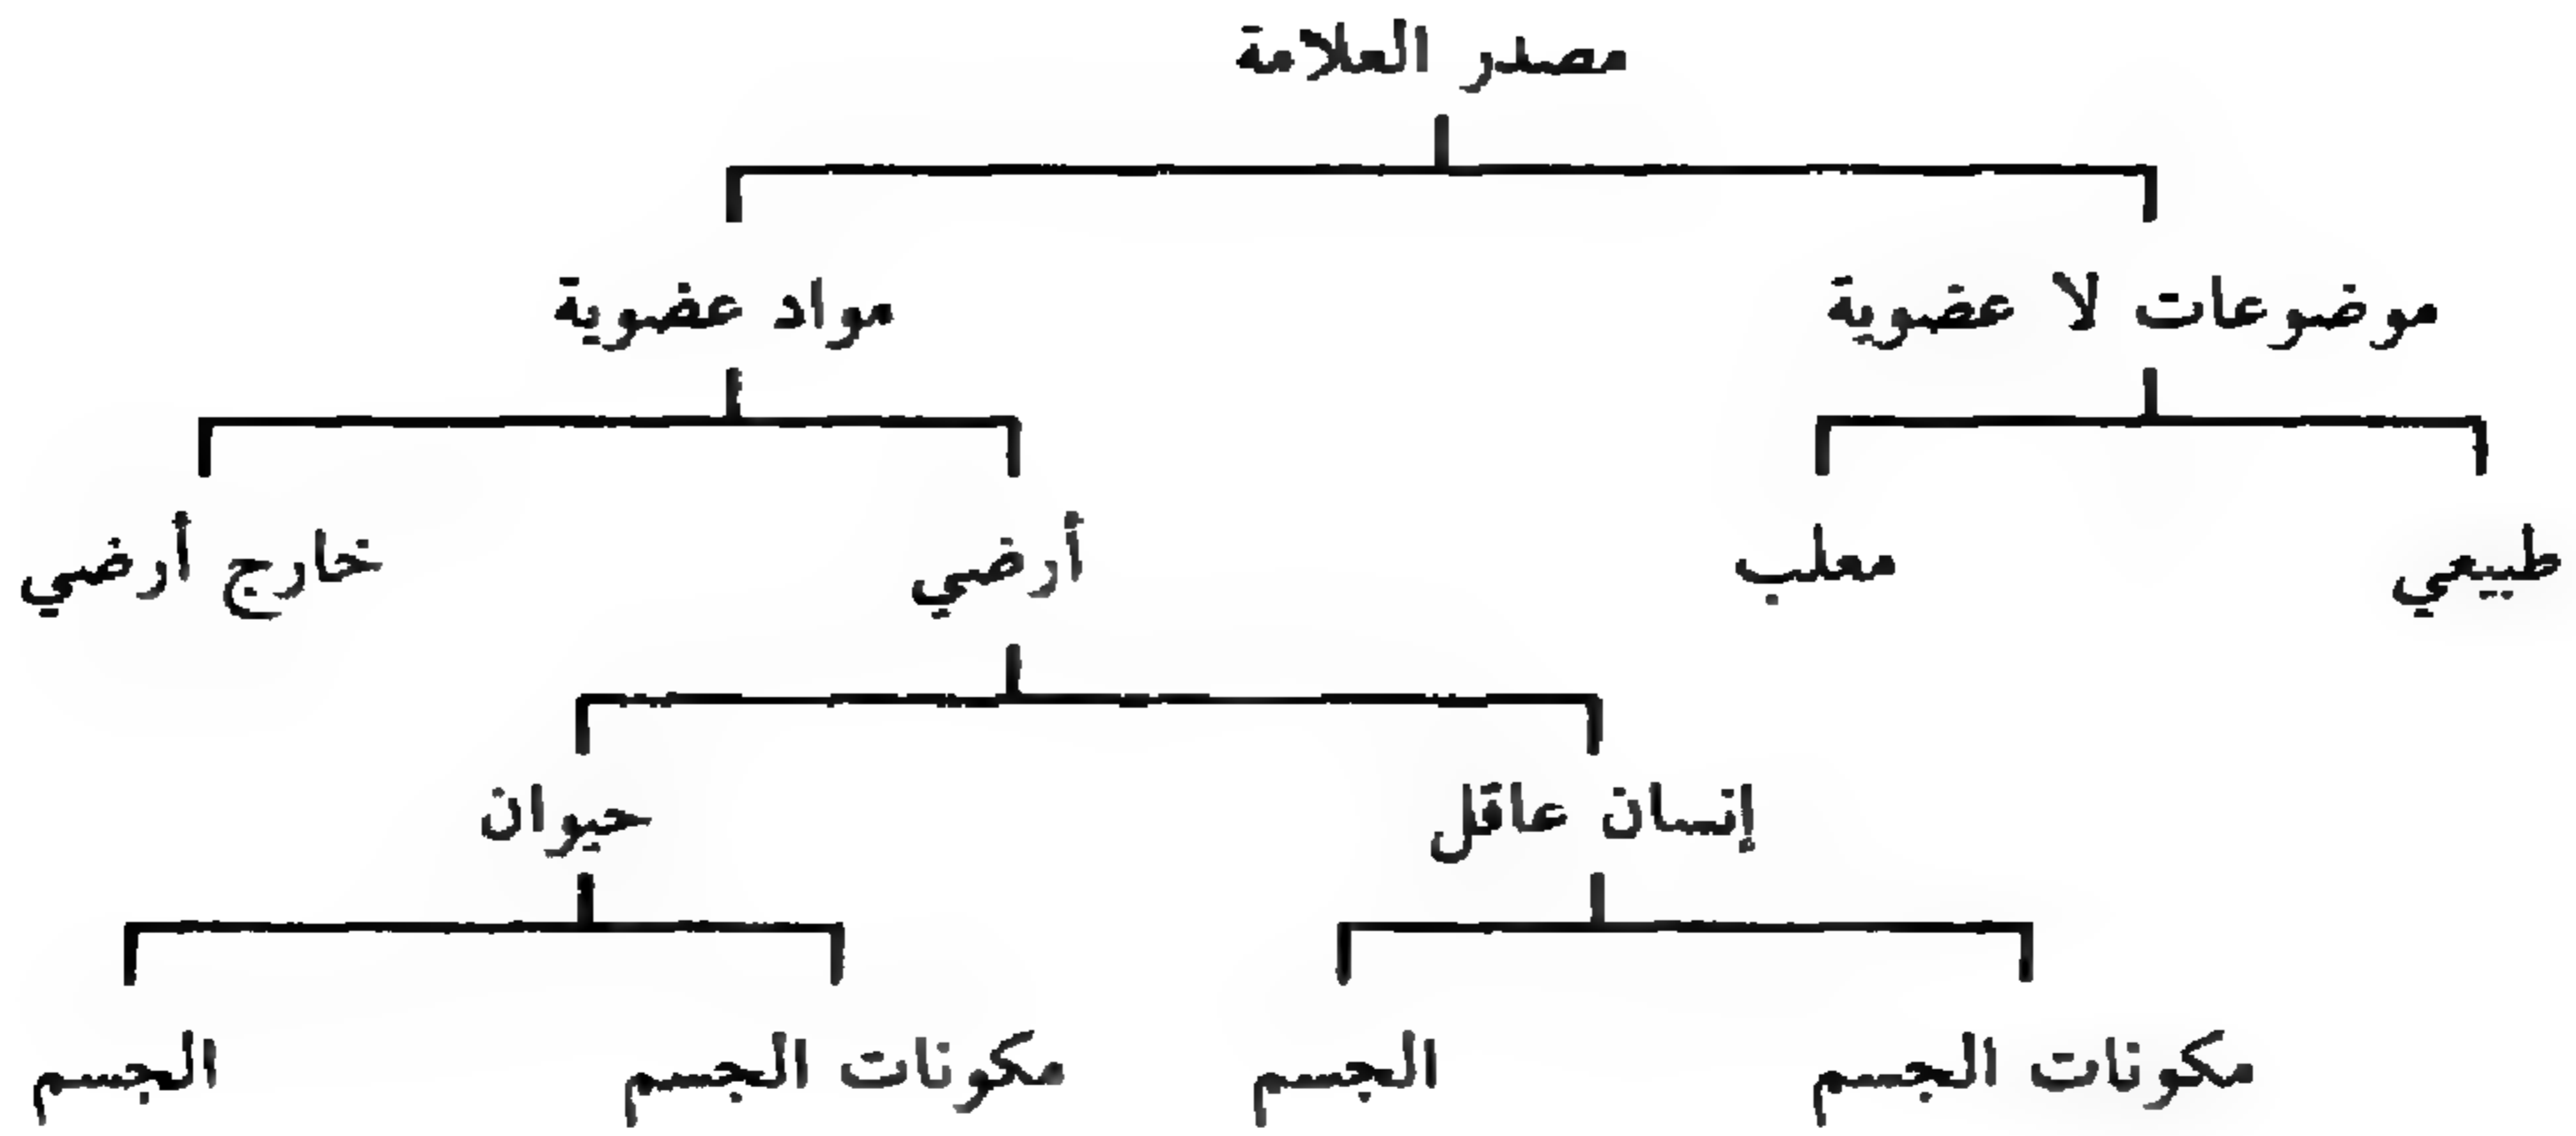 مصدر العلامة
موضوعات لا عضوية
مواد عضوية
طبيعي
معلب
أرضي
خارج أرضي
إنسان عاقل
حيوان
مكونات الجسم
الجسم
مكونات الجسم
الجسم